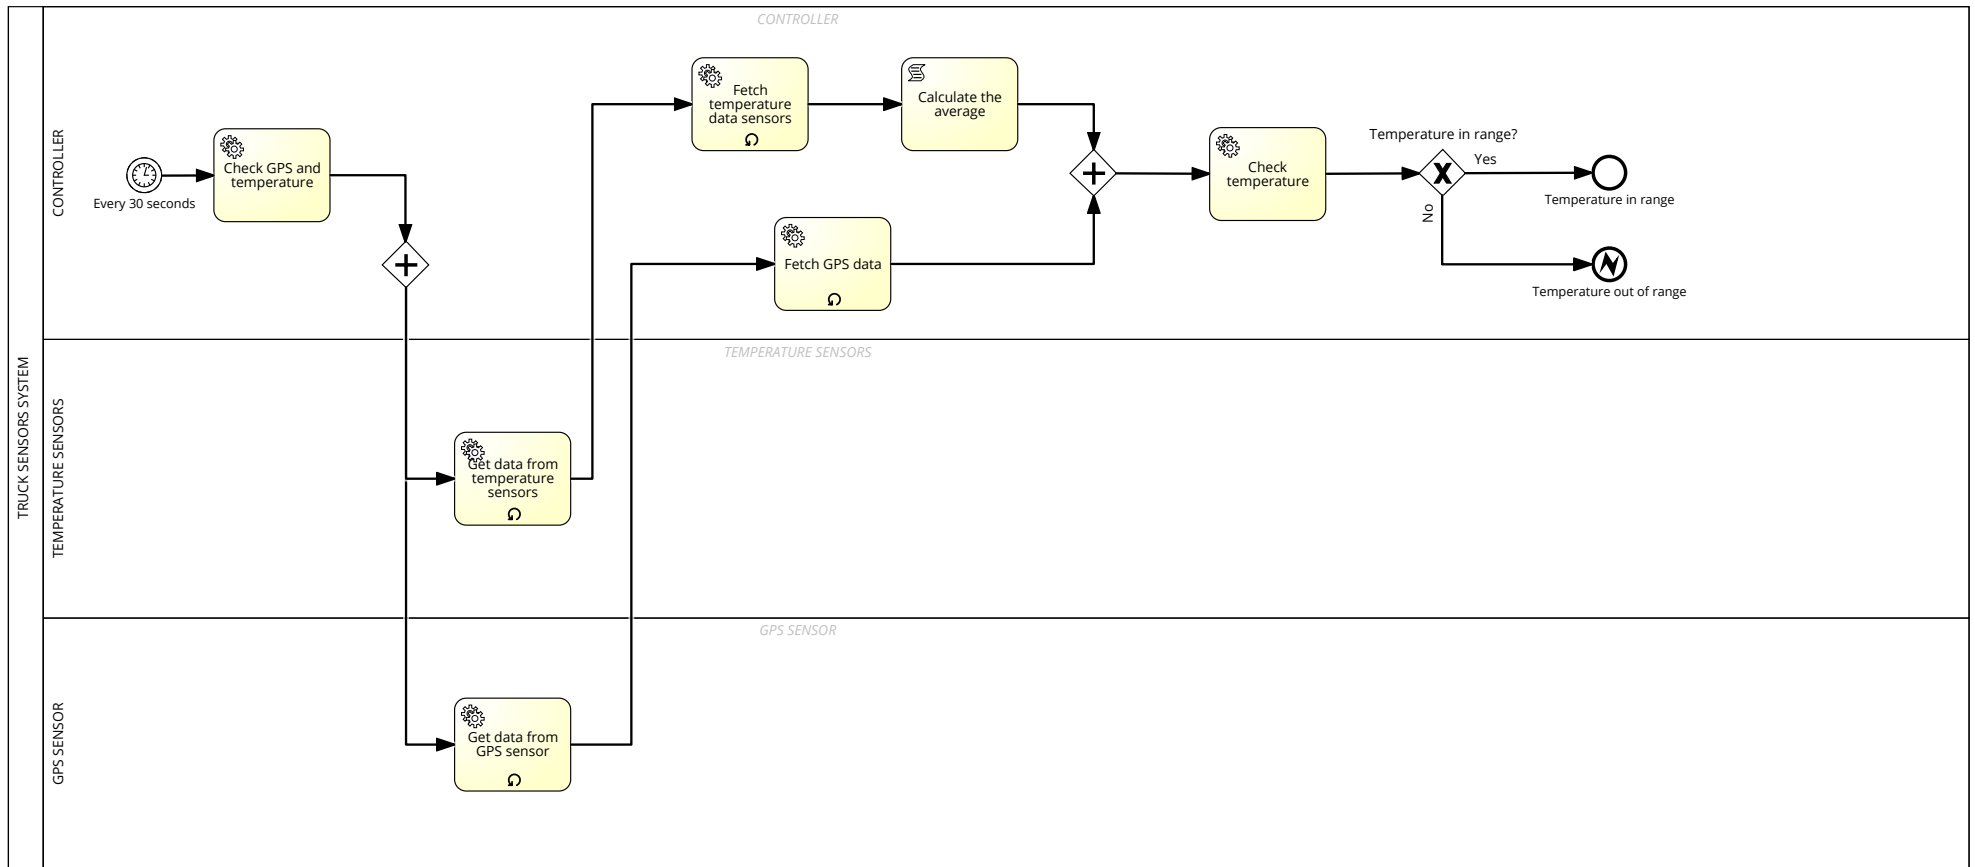 CONTROLLER
TRUCK SENSORS SYSTEM
CONTROLLER
Every 30 seconds
Check GPS and
temperature
Fetch
temperature
data sensors
Calculate the
average
Fetch GPS data
Check
temperature
Temperature in range?
Yes
No
Temperature in range
Temperature out of range
TEMPERATURE SENSORS
TEMPERATURE SENSORS
Get data from
temperature
sensors
GPS SENSOR
GPS SENSOR
Get data from
GPS sensor